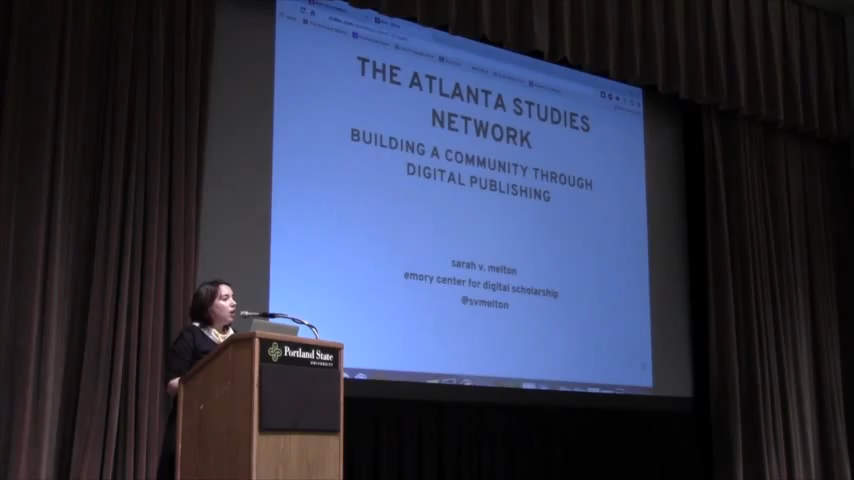 THE ATLANTA STUDIES
NETWORK
BUILDING A COMMUNITY THROUGH
DIGITAL PUBLISHING
sarah v. melton
emory center for digital scholarship
@svmelton
Portland State
UNIVERSITY